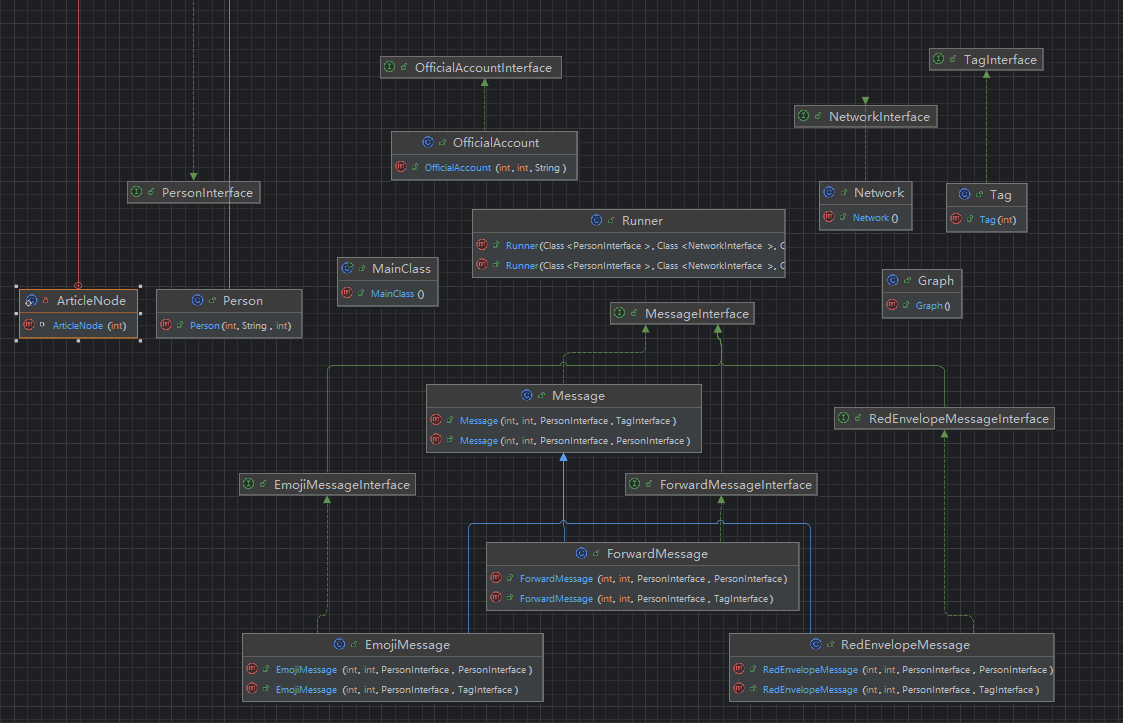 OfficialAccountInterface
TagInterface
NetworkInterface
OfficialAccount
OfficialAccount (int, int, String )
PersonInterface
Network
Network ()
Tag
Tag (int)
Runner
Runner (Class <PersonInterface >, Class <NetworkInterface >, C
Runner (Class <PersonInterface >, Class <NetworkInterface >, C
MainClass
MainClass ()
Graph
Graph ()
ArticleNode
ArticleNode (int)
Person
Person (int, String , int)
MessageInterface
Message
Message (int, int, PersonInterface , TagInterface )
Message (int, int, PersonInterface , PersonInterface )
RedEnvelopeMessageInterface
EmojiMessageInterface
ForwardMessageInterface
ForwardMessage
ForwardMessage (int, int, PersonInterface , PersonInterface )
ForwardMessage (int, int, PersonInterface , TagInterface )
EmojiMessage
EmojiMessage (int, int, PersonInterface , PersonInterface )
EmojiMessage (int, int, PersonInterface , TagInterface )
RedEnvelopeMessage
RedEnvelopeMessage (int, int, PersonInterface , PersonInterface )
RedEnvelopeMessage (int, int, PersonInterface , TagInterface )